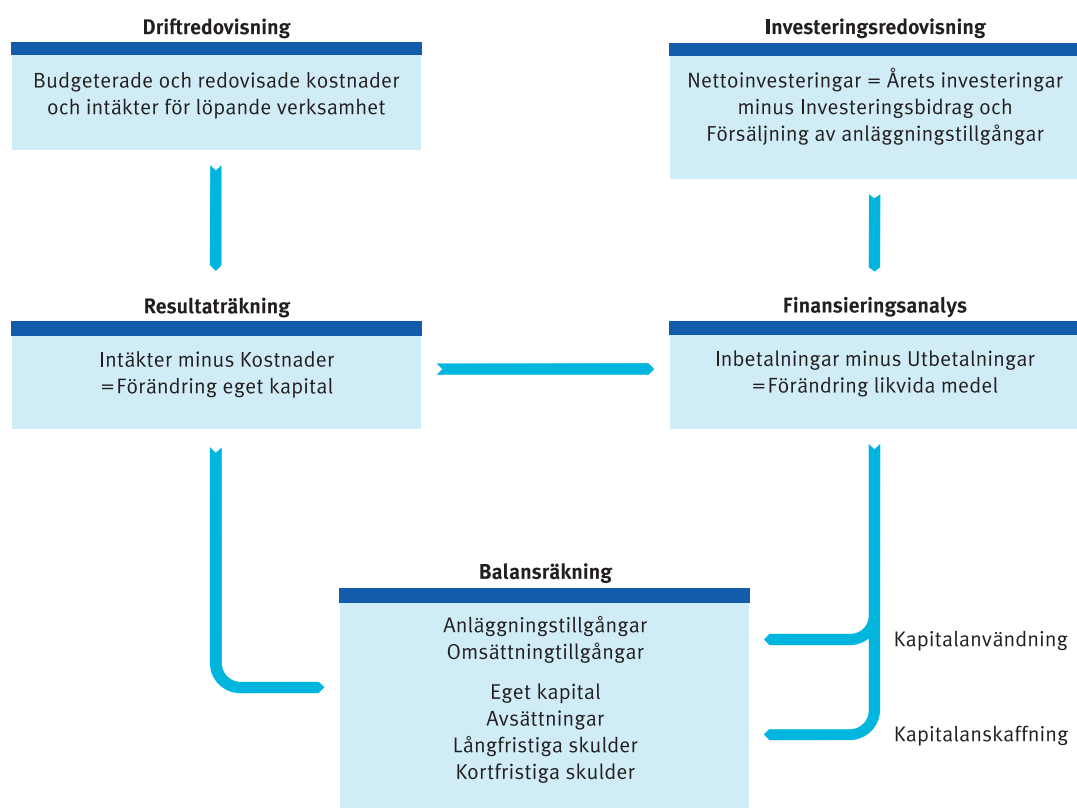 Driftredovisning
Budgeterade och redovisade kostnader
och intäkter för löpande verksamhet
Investeringsredovisning
Nettoinvesteringar = Årets investeringar
minus Investeringsbidrag och
Försäljning av anläggningstillgångar
Resultaträkning
Intäkter minus Kostnader
=Förändring eget kapital
Finansieringsanalys
Inbetalningar minus Utbetalningar
=Förändring likvida medel
Balansräkning
Anläggningstillgångar
Omsättningtillgångar
Eget kapital
Avsättningar
Långfristiga skulder
Kortfristiga skulder
Kapitalanvändning
Kapitalanskaffning